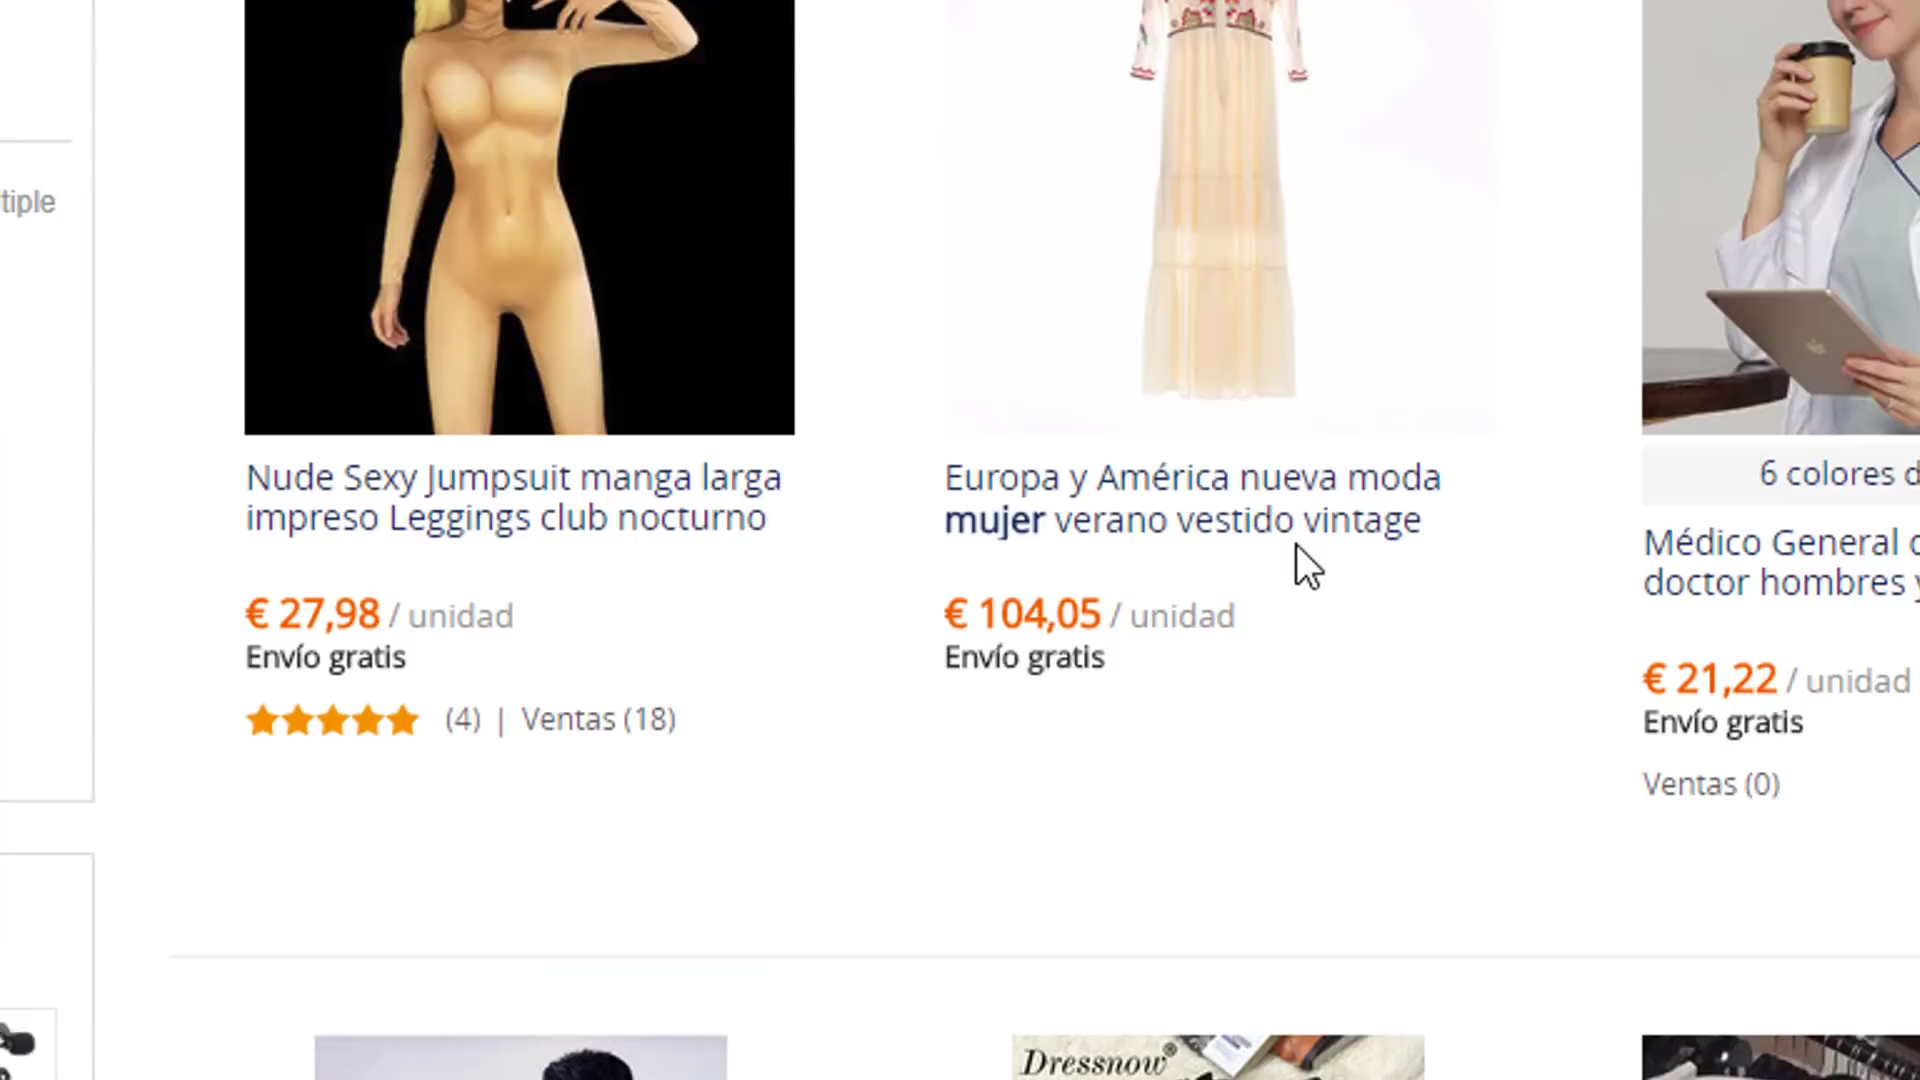 tiple
Nude Sexy Jumpsuit manga larga
impreso Leggings club nocturno
€ 27,98 / unidad
Envío gratis
(4) | Ventas (18)
Europa y América nueva moda
mujer verano vestido vintage
€ 104,05 / unidad
Envío gratis
6 colores d
Médico General
doctor hombres y
€ 21,22 / unidad
Envío gratis
Ventas (0)
Dressnow®